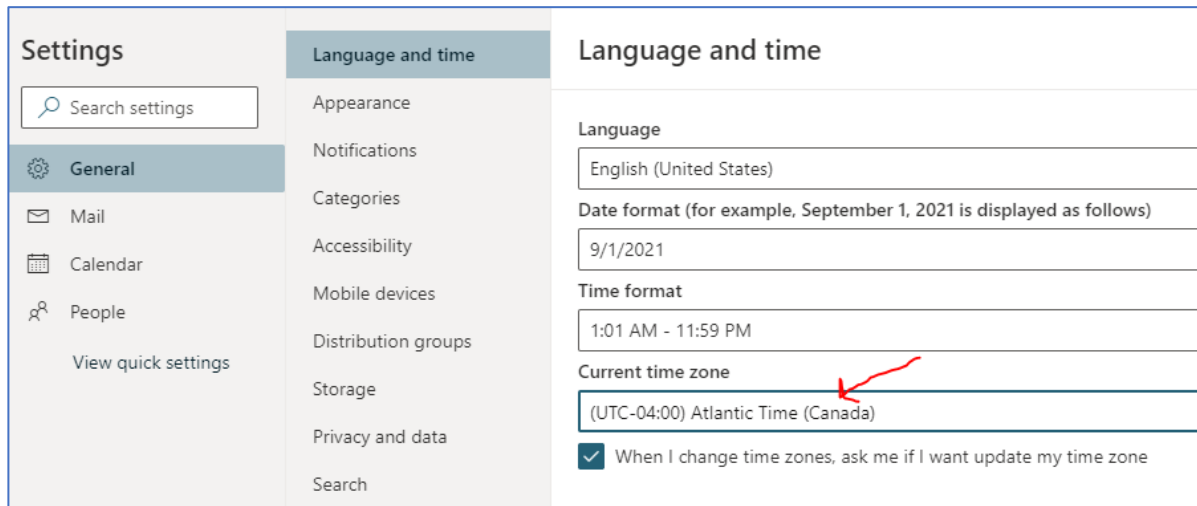 Settings
Search settings
General
Mail
Calendar
People
View quick settings
Language and time
Appearance
Notifications
Categories
Accessibility
Mobile devices
Distribution groups
Storage
Privacy and data
Search
Language and time
Language
English (United States)
Date format (for example, September 1, 2021 is displayed as follows)
9/1/2021
Time format
1:01 AM - 11:59 PM
Current time zone
(UTC-04:00) Atlantic Time (Canada)
When I change time zones, ask me if I want update my time zone